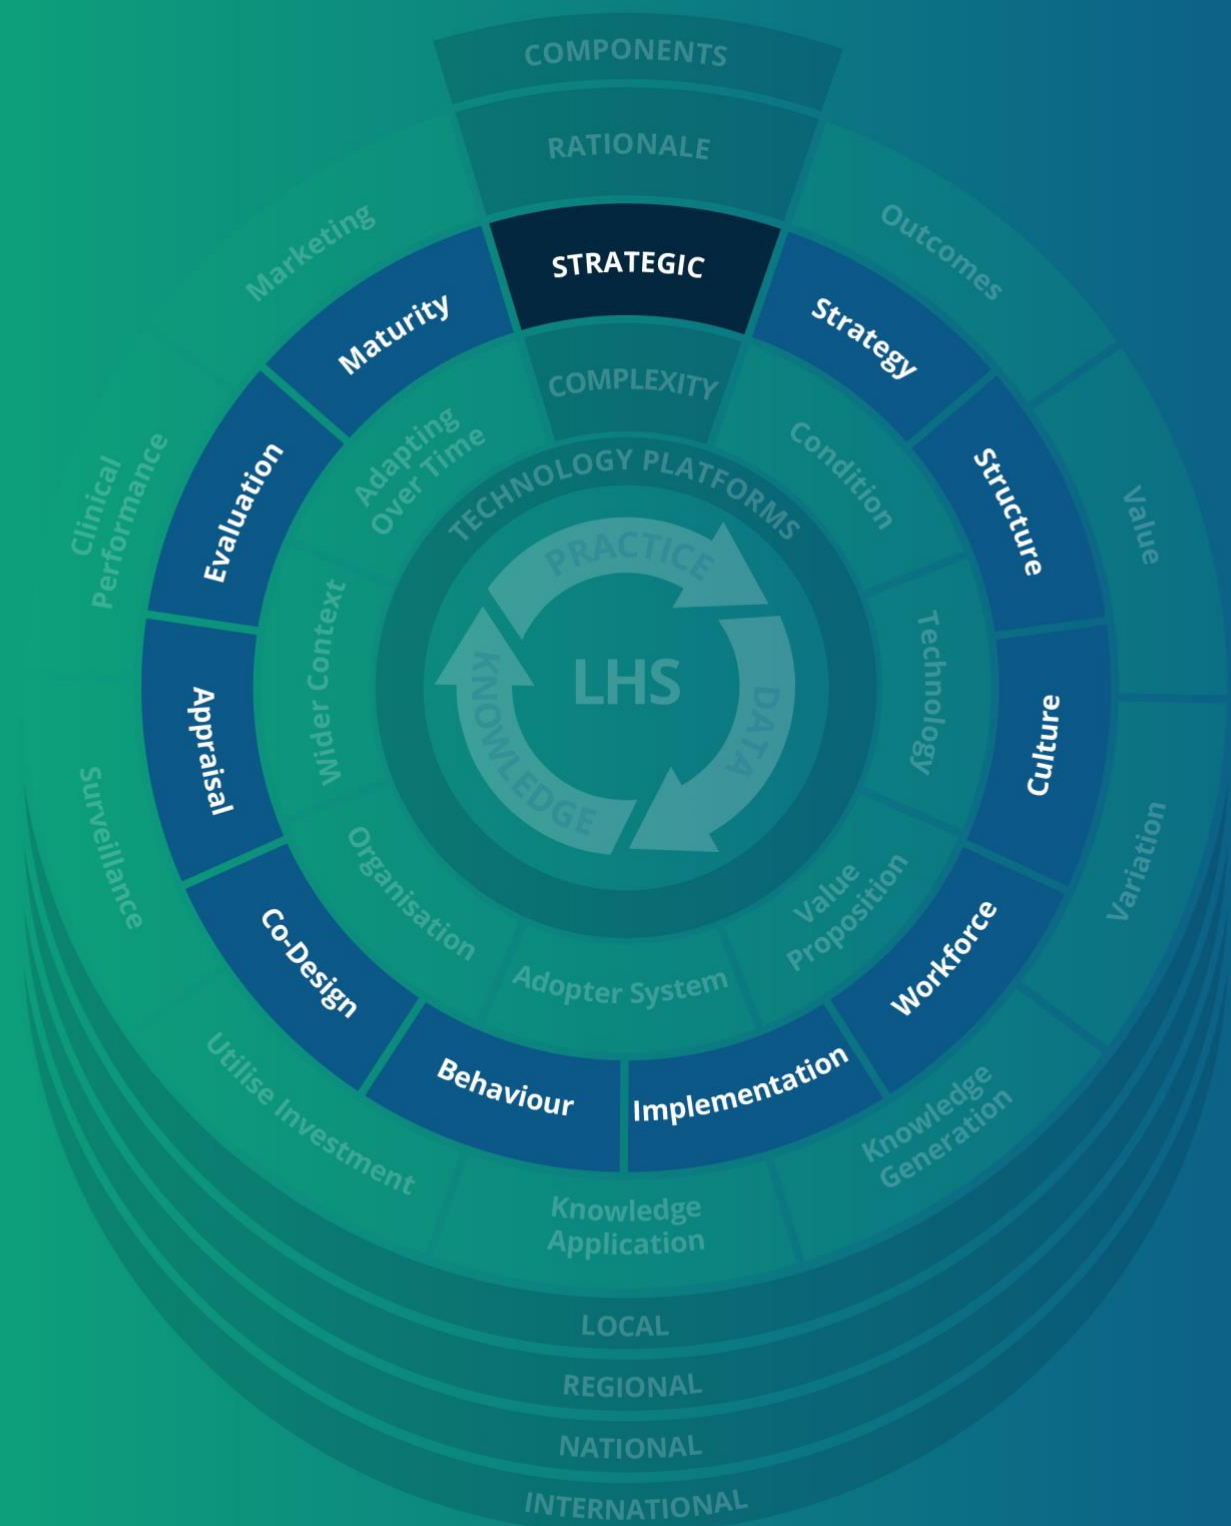 COMPONENTS
RATIONALE
STRATEGIC
COMPLEXITY
TECHNOLOGY PLATFORMS
PRACTICE
DATA
KNOWLEDGE
LHS
Outcomes
Value
Variation
Knowledge
Generation
Knowledge
Application
Utilise Investment
Surveillance
Clinical
Performance
Marketing
Strategy
Structure
Culture
Workforce
Implementation
Behaviour
Co-Design
Appraisal
Evaluation
Maturity
Condition
Technology
Value
Proposition
Adopter System
Organisation
Wider Context
Adapting
Over Time
LOCAL
REGIONAL
NATIONAL
INTERNATIONAL